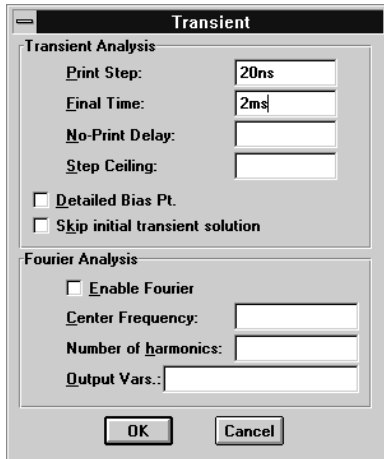 Transient
Transient Analysis
Print Step: 20ns
Final Time: 2ms
No-Print Delay:
Step Ceiling:
Detailed Bias Pt.
Skip initial transient solution
Fourier Analysis
Enable Fourier
Center Frequency:
Number of harmonics:
Output Vars.:
OK Cancel